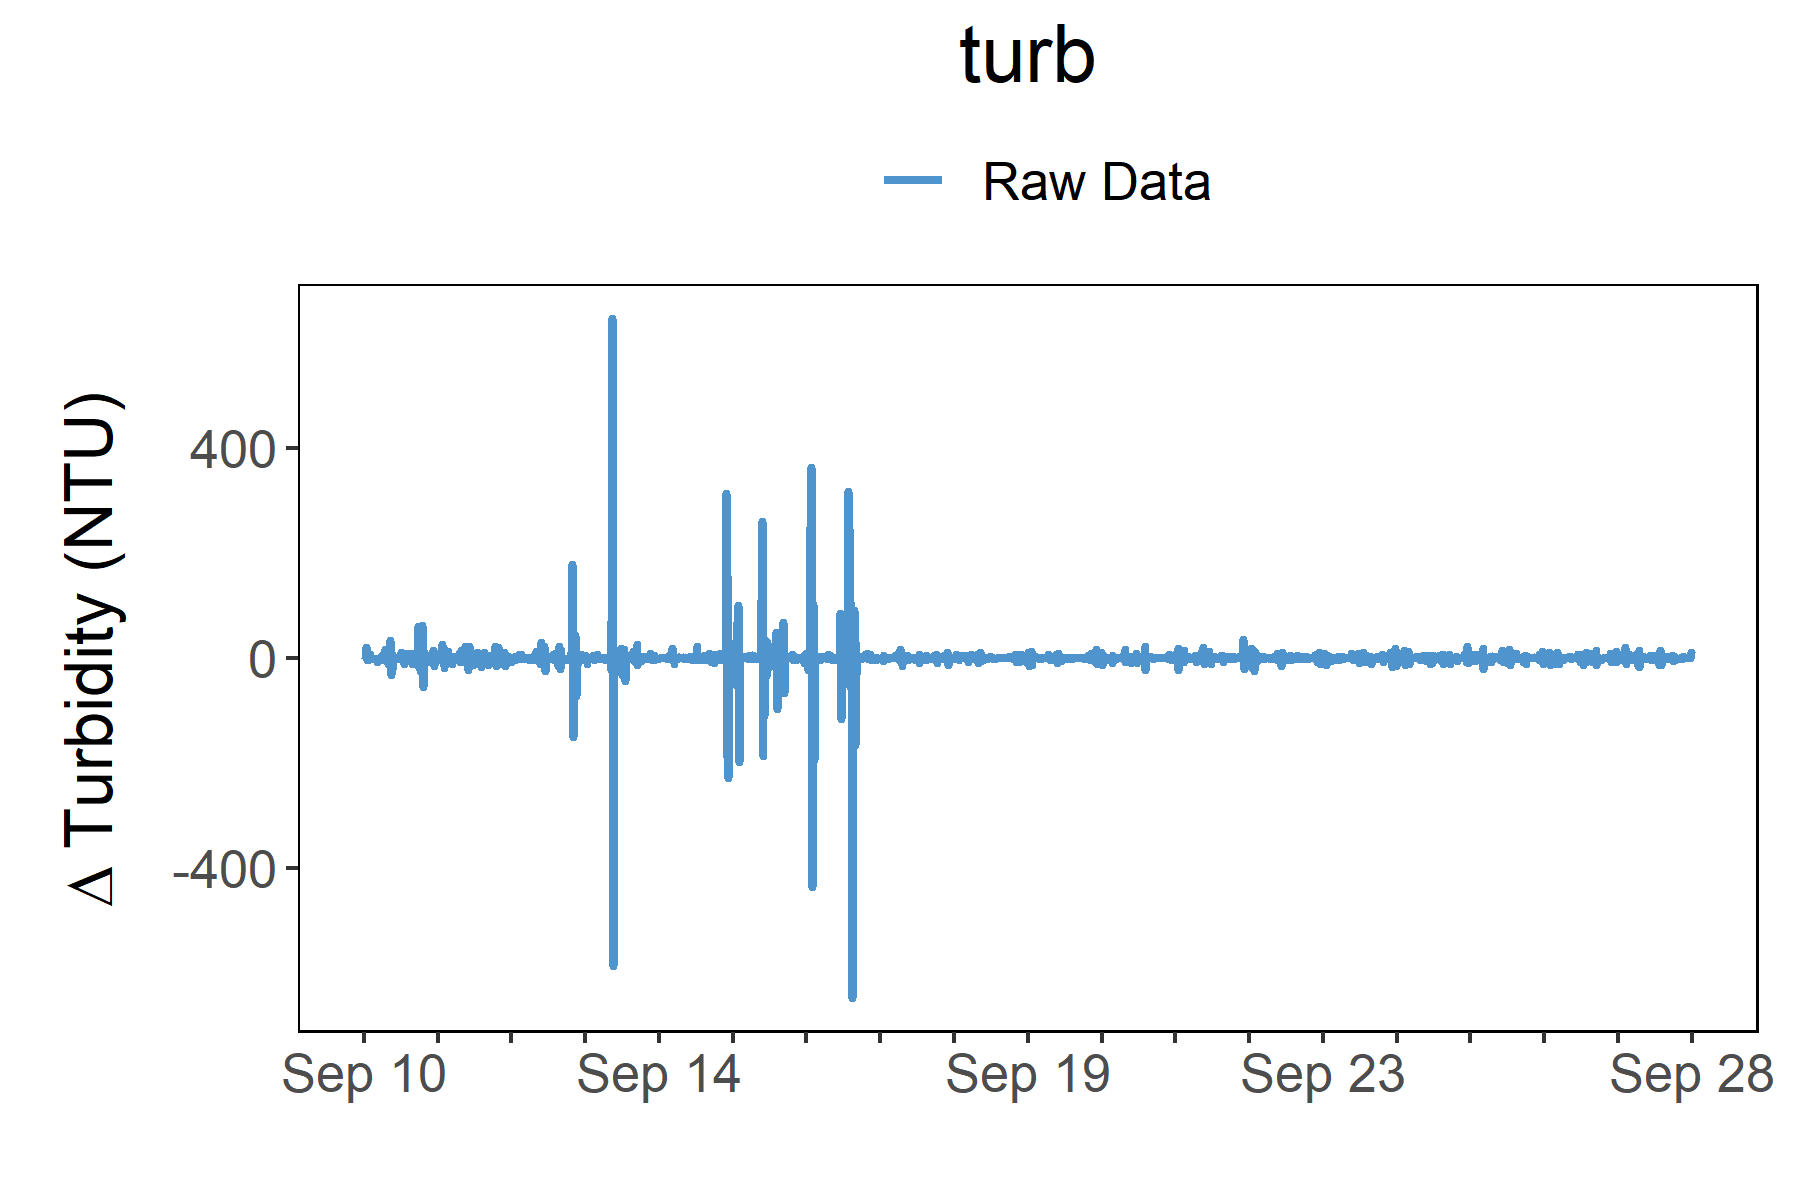 turb
Raw Data
Δ Turbidity (NTU)
400
0
-400
Sep 10 Sep 14 Sep 19 Sep 23 Sep 28